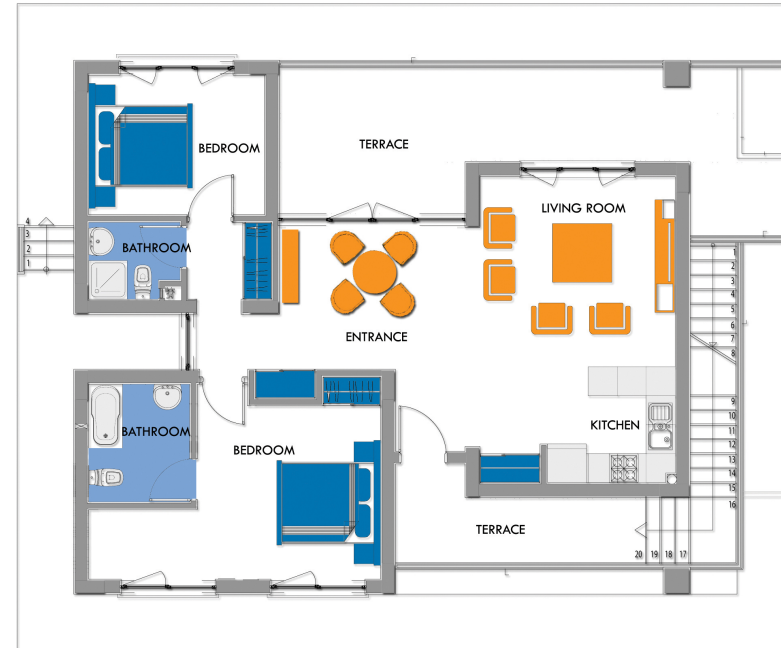 BEDROOM
TERRACE
LIVING ROOM
4
3
2
1
BATHROOM
1
2
3
4
5
6
7
8
ENTRANCE
9
10
11
12
13
14
15
16
KITCHEN
BATHROOM
BEDROOM
TERRACE
20 19 18 17